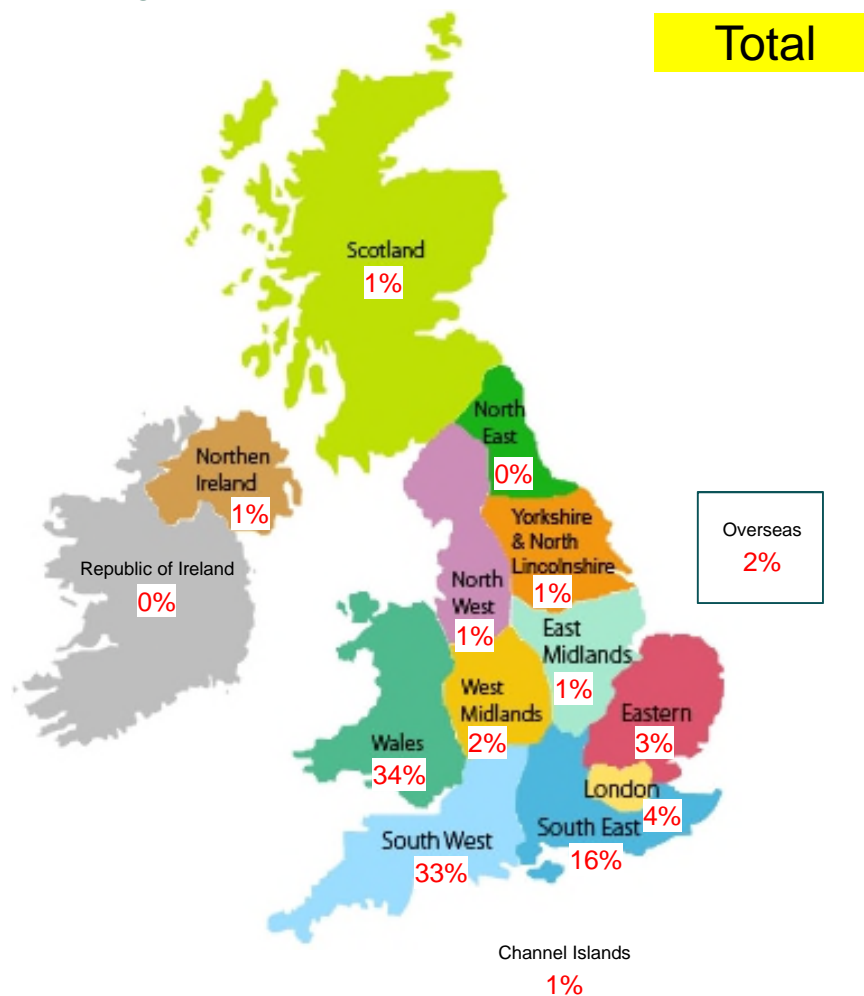 Total
Scotland
1%
North
East
0%
Northen
Ireland
1%
Yorkshire
& North
Lincolnshire
1%
Overseas
2%
Republic of Ireland
0%
North
West
1%
East
Midlands
1%
West
Midlands
2%
Eastern
3%
Wales
34%
London
4%
South East
16%
South West
33%
Channel Islands
1%